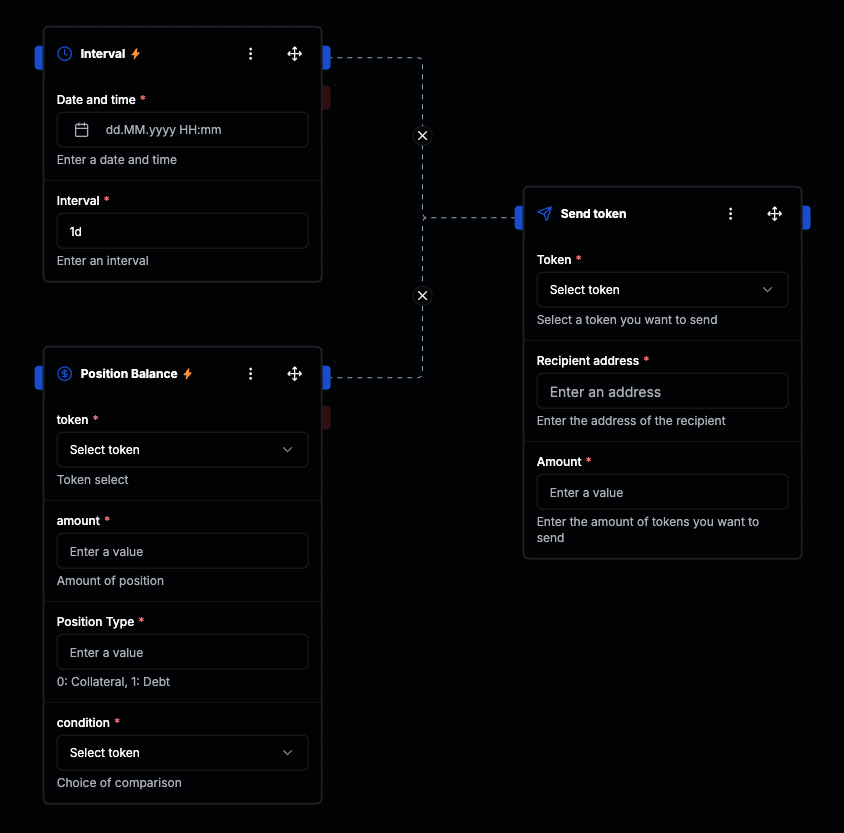 Interval
Date and time *
dd.MM.yyyy HH:mm
Enter a date and time
Interval *
1d
Enter an interval
Position Balance
token *
Select token
Token select
amount *
Enter a value
Amount of position
Position Type *
Enter a value
0: Collateral, 1: Debt
condition *
Select token
Choice of comparison
Send token
Token *
Select token
Select a token you want to send
Recipient address *
Enter an address
Enter the address of the recipient
Amount *
Enter a value
Enter the amount of tokens you want to
send